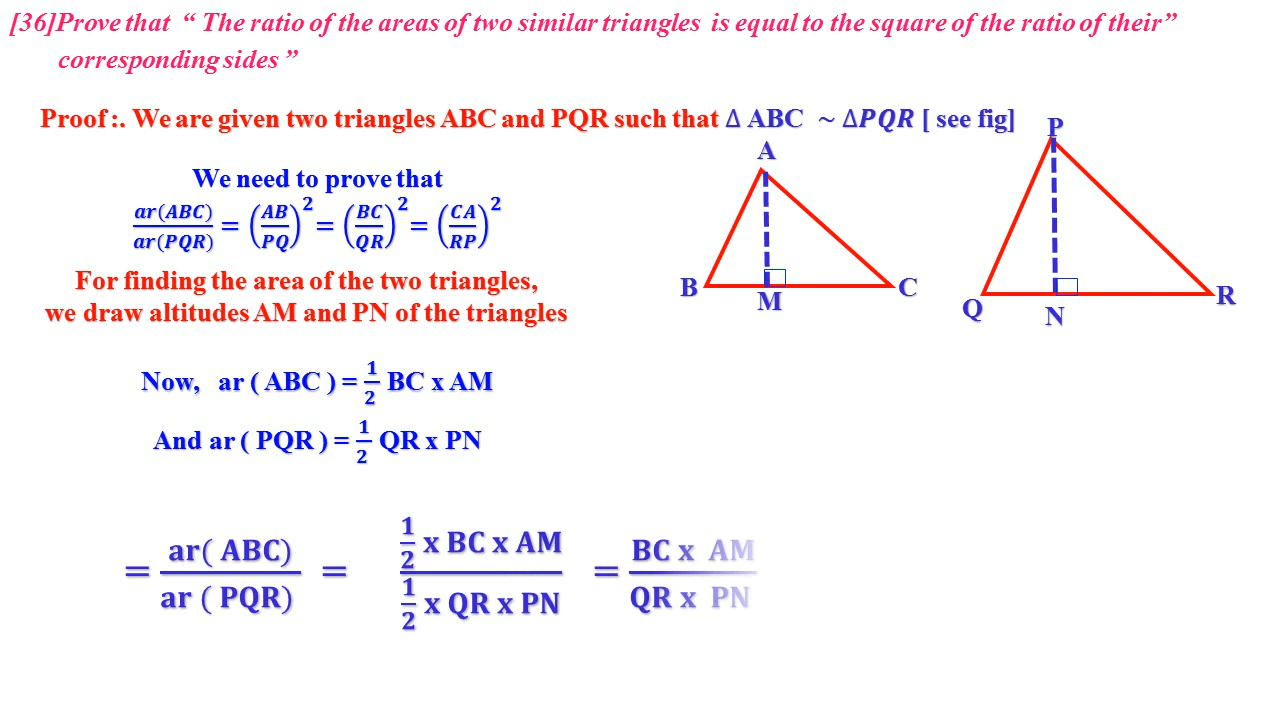 [36]Prove that “ The ratio of the areas of two similar triangles is equal to the square of the ratio of their”
corresponding sides ”
Proof :. We are given two triangles ABC and PQR such that ∆ ABC ~ ∆PQR [ see fig]
We need to prove that
ar(ABC)/ar(PQR) = (AB/PQ)² = (BC/QR)² = (CA/RP)²
For finding the area of the two triangles,
we draw altitudes AM and PN of the triangles
Now, ar ( ABC ) = 1/2 BC x AM
And ar ( PQR ) = 1/2 QR x PN
= ar( ABC)/ar ( PQR) = 1/2 x BC x AM/1/2 x QR x PN = BC x AM/QR x PN
A
B
M
C
P
Q
N
R